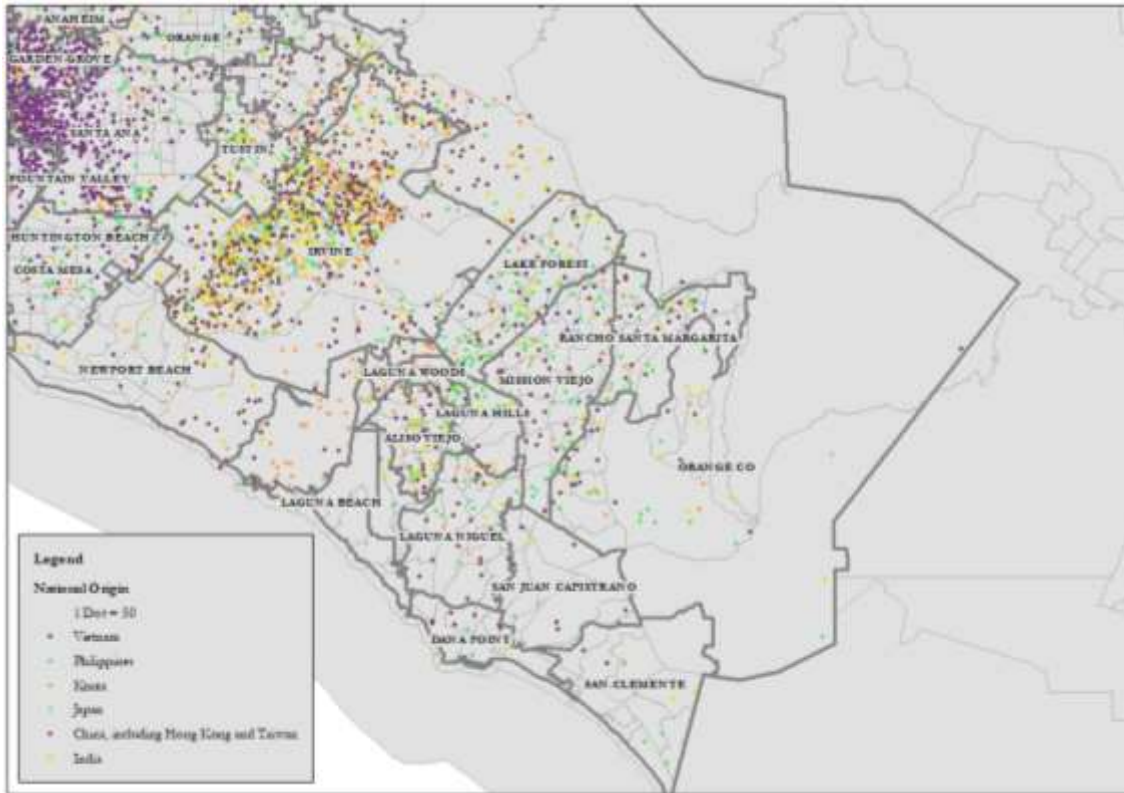 ANAHEIM
ORANGE
GARDEN GROVE
SANTA ANA
TUSTIN
FOUNTAIN VALLEY
HUNTINGTON BEACH
IRVINE
COSTA MESA
LAKE FOREST
RANCHO SANTA MARGARITA
NEWPORT BEACH
LAGUNA WOODS
MISSION VIEJO
LAGUNA HILLS
ALISO VIEJO
ORANGE CO
LAGUNA BEACH
LAGUNA NIGUEL
SAN JUAN CAPISTRANO
DANA POINT
SAN CLEMENTE
Legend
National Origin
1 Dot = 50
Vietnam
Philippines
Korea
Japan
China, including Hong Kong and Taiwan
India